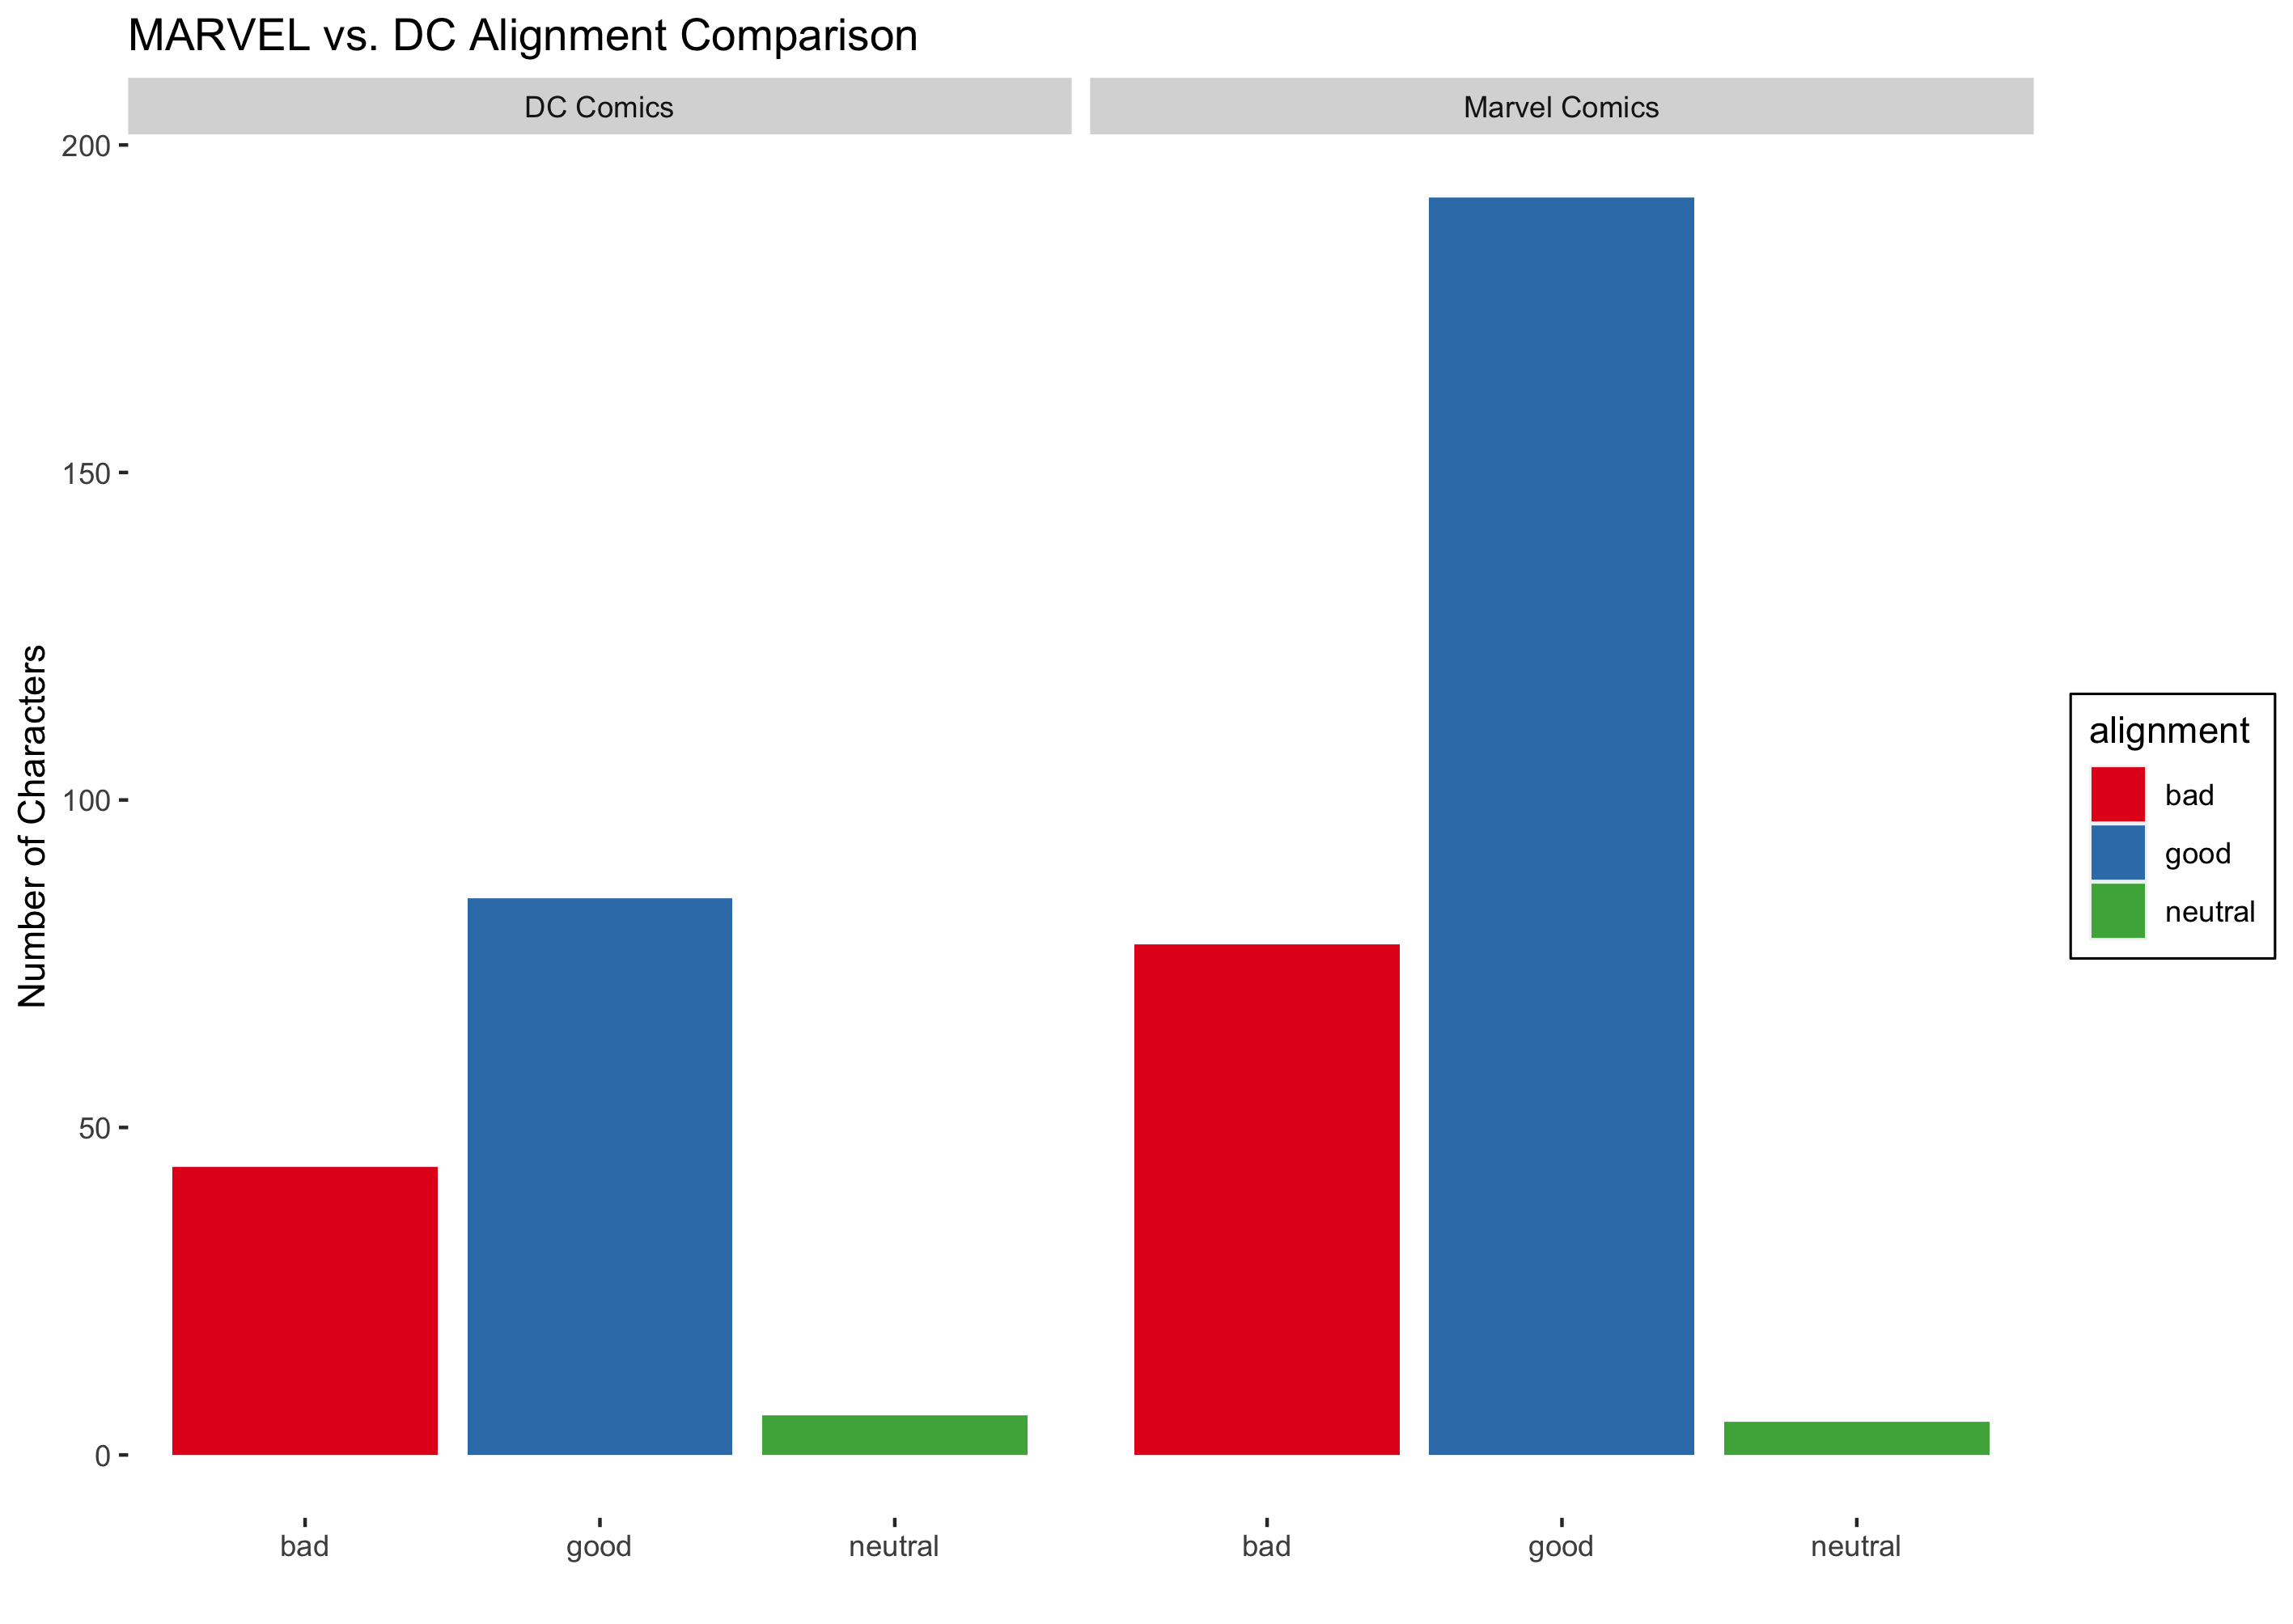 MARVEL vs. DC Alignment Comparison
DC Comics
Marvel Comics
200
150
100
50
0
Number of Characters
bad
good
neutral
bad
good
neutral
alignment
bad
good
neutral